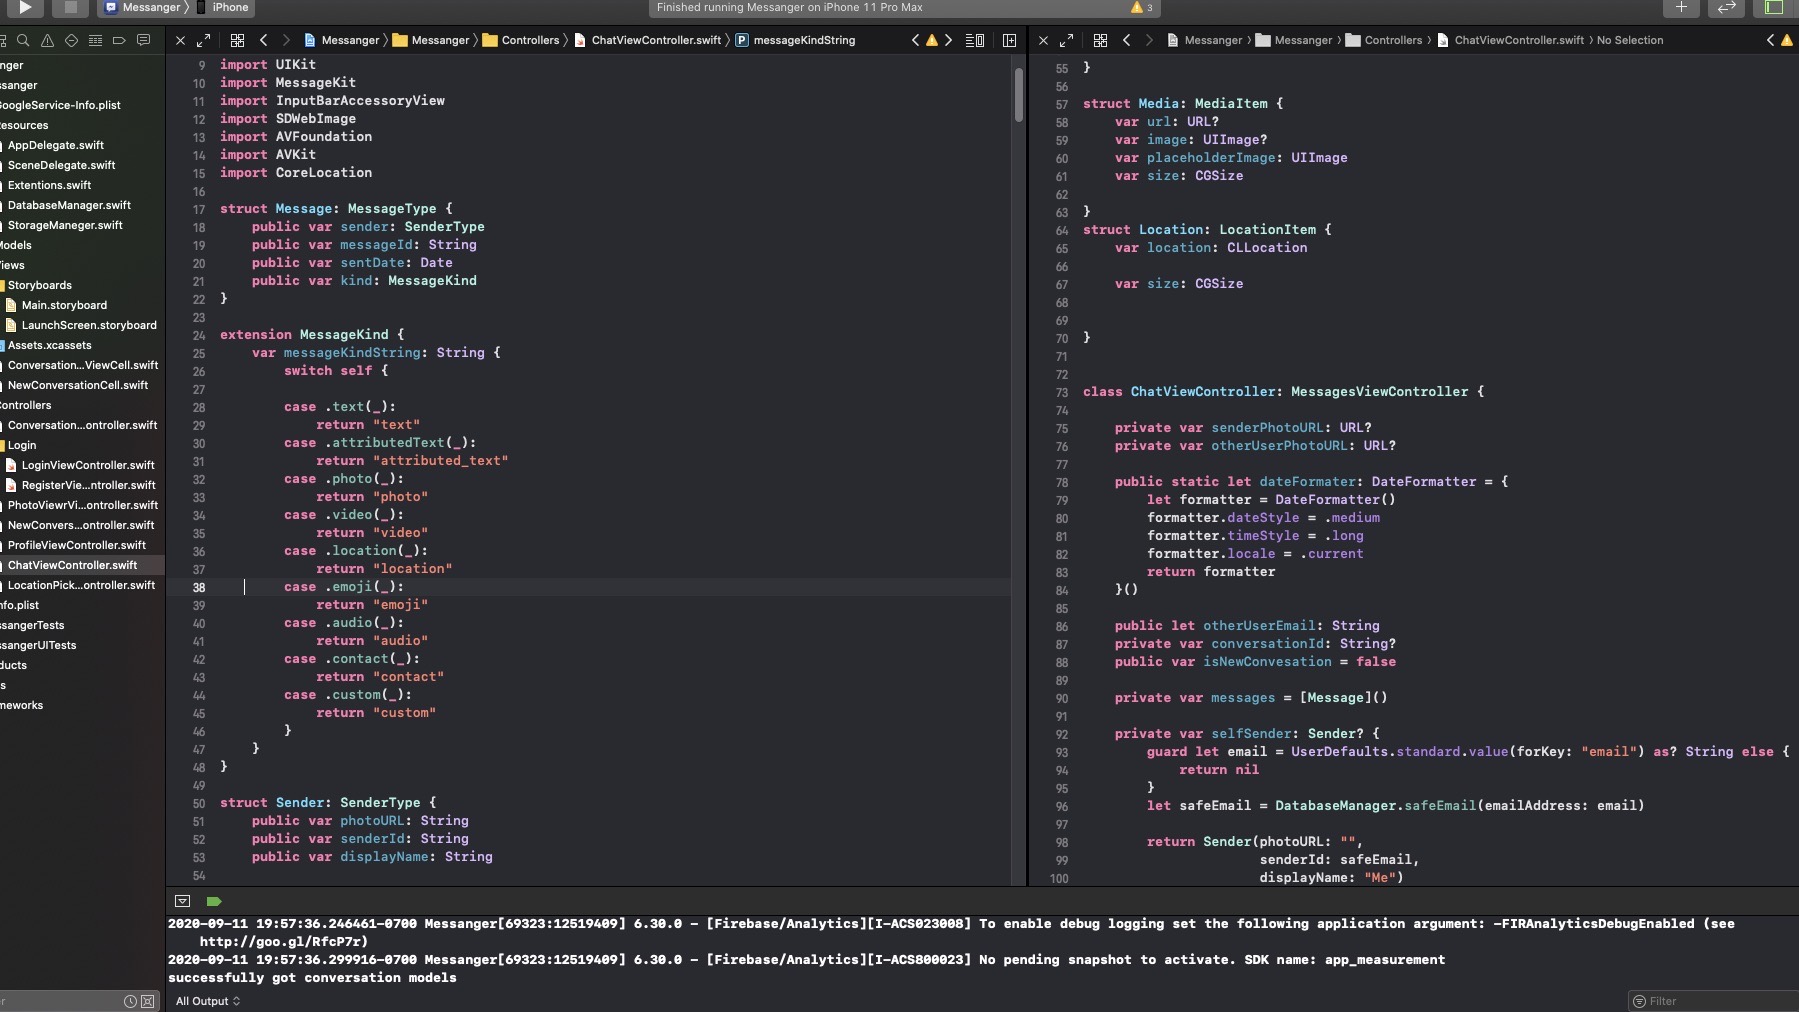 Messanger 〉 iPhone
Finished running Messanger on iPhone 11 Pro Max
3
Messanger 〉 Messanger 〉 Controllers 〉 ChatViewController.swift 〉 P messageKindString
Messanger 〉 Messanger 〉 Controllers 〉 ChatViewController.swift 〉 No Selection
nger
ssanger
GoogleService-Info.plist
esources
AppDelegate.swift
SceneDelegate.swift
Extentions.swift
DatabaseManager.swift
StorageManeger.swift
Models
iews
Storyboards
Main.storyboard
LaunchScreen.storyboard
Assets.xcassets
Conversation...ViewCell.swift
NewConversationCell.swift
Controllers
Conversation...ontroller.swift
Login
LoginViewController.swift
RegisterVie...ntroller.swift
PhotoViewrVi...ontroller.swift
NewConvers...ontroller.swift
ProfileViewController.swift
ChatViewController.swift
LocationPick...ontroller.swift
nfo.plist
ssangerTests
ssangerUITests
ducts
s
meworks
9 import UIKit
10 import MessageKit
11 import InputBarAccessoryView
12 import SDWebImage
13 import AVFoundation
14 import AVKit
15 import CoreLocation
16
17 struct Message: MessageType {
18 public var sender: SenderType
19 public var messageId: String
20 public var sentDate: Date
21 public var kind: MessageKind
22 }
23
24 extension MessageKind {
25 var messageKindString: String {
26 switch self {
27
28 case .text(_):
29 return "text"
30 case .attributedText(_):
31 return "attributed_text"
32 case .photo(_):
33 return "photo"
34 case .video(_):
35 return "video"
36 case .location(_):
37 return "location"
38 case .emoji(_):
39 return "emoji"
40 case .audio(_):
41 return "audio"
42 case .contact(_):
43 return "contact"
44 case .custom(_):
45 return "custom"
46 }
47 }
48 }
49
50 struct Sender: SenderType {
51 public var photoURL: String
52 public var senderId: String
53 public var displayName: String
54
55 }
56
57 struct Media: MediaItem {
58 var url: URL?
59 var image: UIImage?
60 var placeholderImage: UIImage
61 var size: CGSize
62
63 }
64 struct Location: LocationItem {
65 var location: CLLocation
66
67 var size: CGSize
68
69
70 }
71
72
73 class ChatViewController: MessagesViewController {
74
75 private var senderPhotoURL: URL?
76 private var otherUserPhotoURL: URL?
77
78 public static let dateFormater: DateFormatter = {
79 let formatter = DateFormatter()
80 formatter.dateStyle = .medium
81 formatter.timeStyle = .long
82 formatter.locale = .current
83 return formatter
84 }()
85
86 public let otherUserEmail: String
87 private var conversationId: String?
88 public var isNewConvesation = false
89
90 private var messages = [Message]()
91
92 private var selfSender: Sender? {
93 guard let email = UserDefaults.standard.value(forKey: "email") as? String else {
94 return nil
95 }
96 let safeEmail = DatabaseManager.safeEmail(emailAddress: email)
97
98 return Sender(photoURL: "",
99 senderId: safeEmail,
100 displayName: "Me")
2020-09-11 19:57:36.246461-0700 Messanger[69323:12519409] 6.30.0 - [Firebase/Analytics][I-ACS023008] To enable debug logging set the following application argument: -FIRAnalyticsDebugEnabled (see
http://goo.gl/RfcP7r)
2020-09-11 19:57:36.299916-0700 Messanger[69323:12519409] 6.30.0 - [Firebase/Analytics][I-ACS800023] No pending snapshot to activate. SDK name: app_measurement
successfully got conversation models
r
All Output
Filter